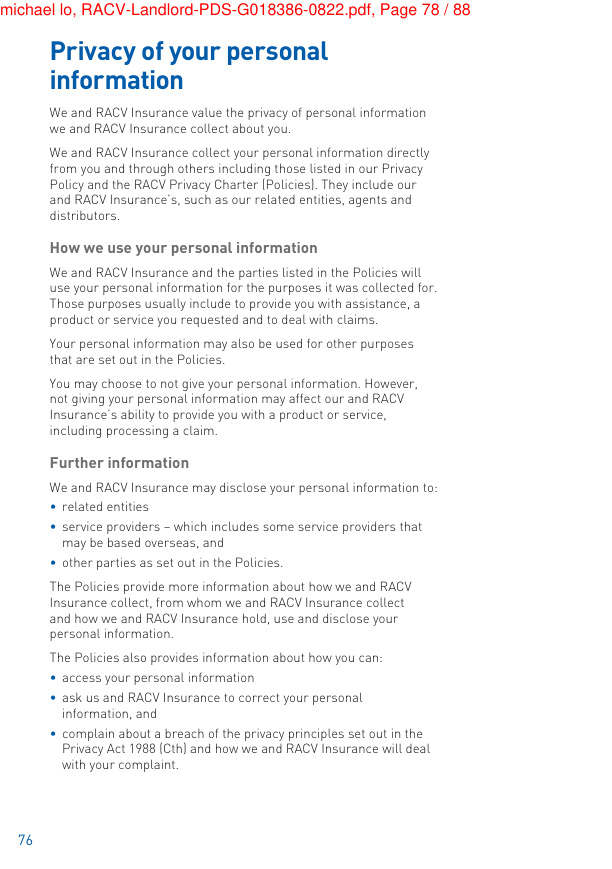 michael lo, RACV-Landlord-PDS-G018386-0822.pdf, Page 78 / 88
Privacy of your personal
information
We and RACV Insurance value the privacy of personal information
we and RACV Insurance collect about you.
We and RACV Insurance collect your personal information directly
from you and through others including those listed in our Privacy
Policy and the RACV Privacy Charter (Policies). They include our
and RACV Insurance's, such as our related entities, agents and
distributors.
How we use your personal information
We and RACV Insurance and the parties listed in the Policies will
use your personal information for the purposes it was collected for.
Those purposes usually include to provide you with assistance, a
product or service you requested and to deal with claims.
Your personal information may also be used for other purposes
that are set out in the Policies.
You may choose to not give your personal information. However,
not giving your personal information may affect our and RACV
Insurance's ability to provide you with a product or service,
including processing a claim.
Further information
We and RACV Insurance may disclose your personal information to:
• related entities
• service providers – which includes some service providers that
may be based overseas, and
• other parties as set out in the Policies.
The Policies provide more information about how we and RACV
Insurance collect, from whom we and RACV Insurance collect
and how we and RACV Insurance hold, use and disclose your
personal information.
The Policies also provides information about how you can:
• access your personal information
• ask us and RACV Insurance to correct your personal
information, and
• complain about a breach of the privacy principles set out in the
Privacy Act 1988 (Cth) and how we and RACV Insurance will deal
with your complaint.
76